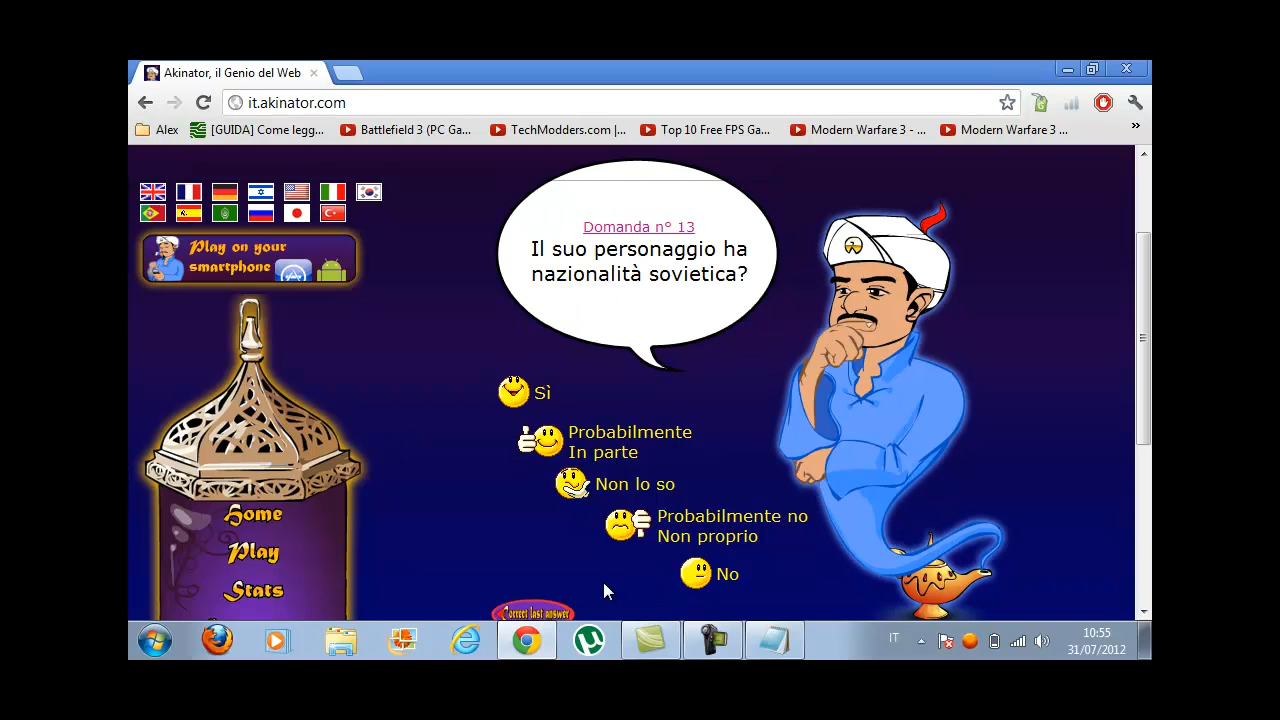 Akinator, il Genio del Web
it.akinator.com
Alex
[GUIDA] Come legg...
Battlefield 3 (PC Ga...
TechModders.com |...
Top 10 Free FPS Ga...
Modern Warfare 3 - ...
Modern Warfare 3 ...
Play on your
smartphone
Domanda n° 13
Il suo personaggio ha
nazionalità sovietica?
Sì
Probabilmente
In parte
Non lo so
Probabilmente no
Non proprio
No
Home
Play
Stats
Correct last answer
IT
10:55
31/07/2012